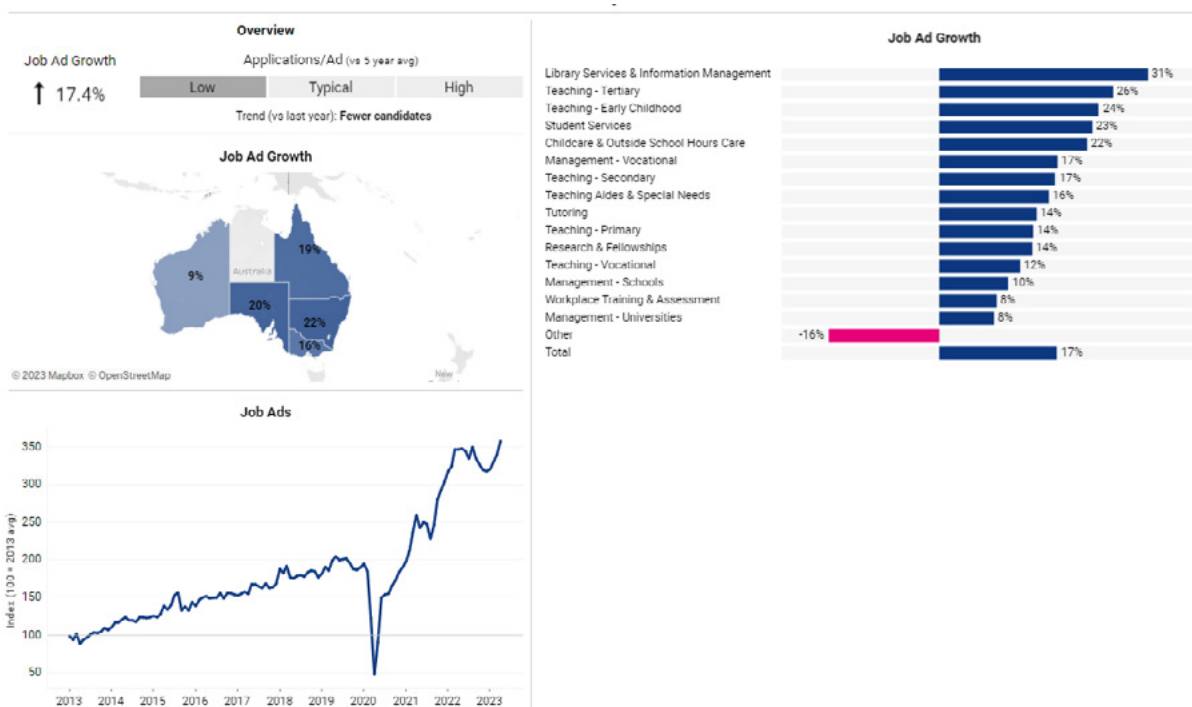 Overview
Job Ad Growth
Applications/Ad (vs 5 year avg)
↑ 17.4%
Low Typical High
Trend (vs last year): Fewer candidates
Job Ad Growth
19%
9%
Australia
20%
22%
16%
New
© 2023 Mapbox © OpenStreetMap
Job Ads
Index (100 = 2013 avg)
350
300
250
200
150
100
50
2013 2014 2015 2016 2017 2018 2019 2020 2021 2022 2023
Job Ad Growth
Library Services & Information Management 31%
Teaching - Tertiary 26%
Teaching - Early Childhood 24%
Student Services 23%
Childcare & Outside School Hours Care 22%
Management - Vocational 17%
Teaching - Secondary 17%
Teaching Aides & Special Needs 16%
Tutoring 14%
Teaching - Primary 14%
Research & Fellowships 14%
Teaching - Vocational 12%
Management - Schools 10%
Workplace Training & Assessment 8%
Management - Universities 8%
Other -16%
Total 17%